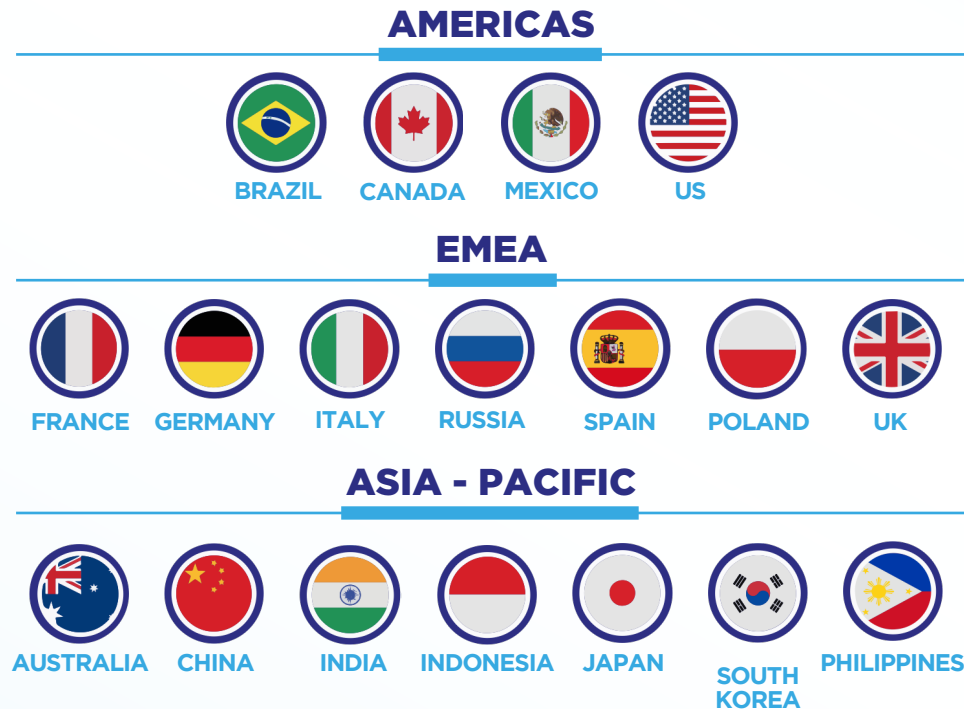 AMERICAS
BRAZIL CANADA MEXICO US
EMEA
FRANCE GERMANY ITALY RUSSIA SPAIN POLAND UK
ASIA - PACIFIC
AUSTRALIA CHINA INDIA INDONESIA JAPAN SOUTH KOREA PHILIPPINES